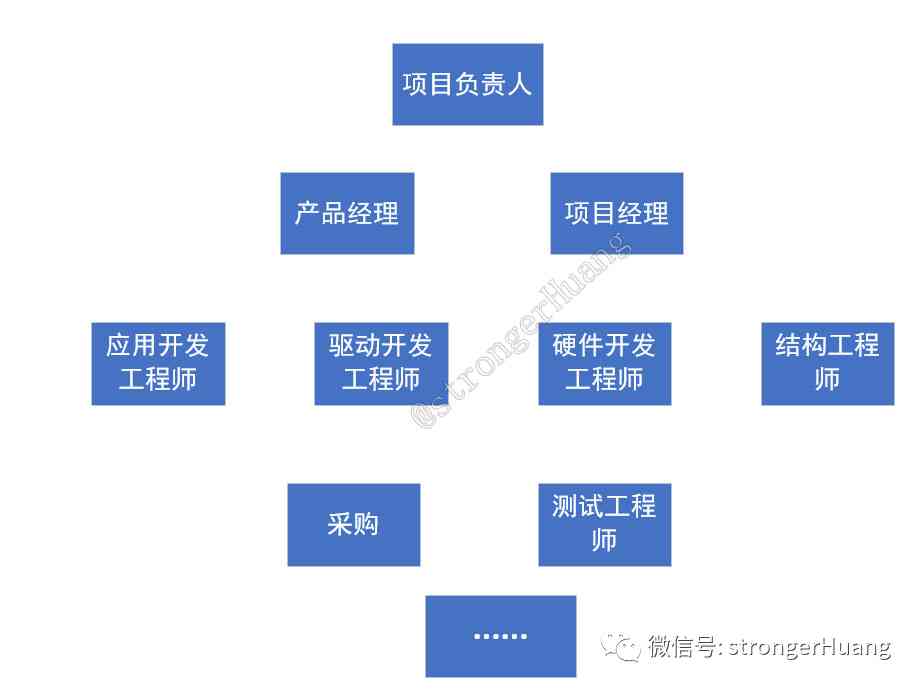 项目负责人
产品经理
项目经理
应用开发
工程师
驱动开发
工程师
硬件开发
工程师
结构工程
师
采购
测试工程
师
······
@strongerHuang
微信号: strongerHuang